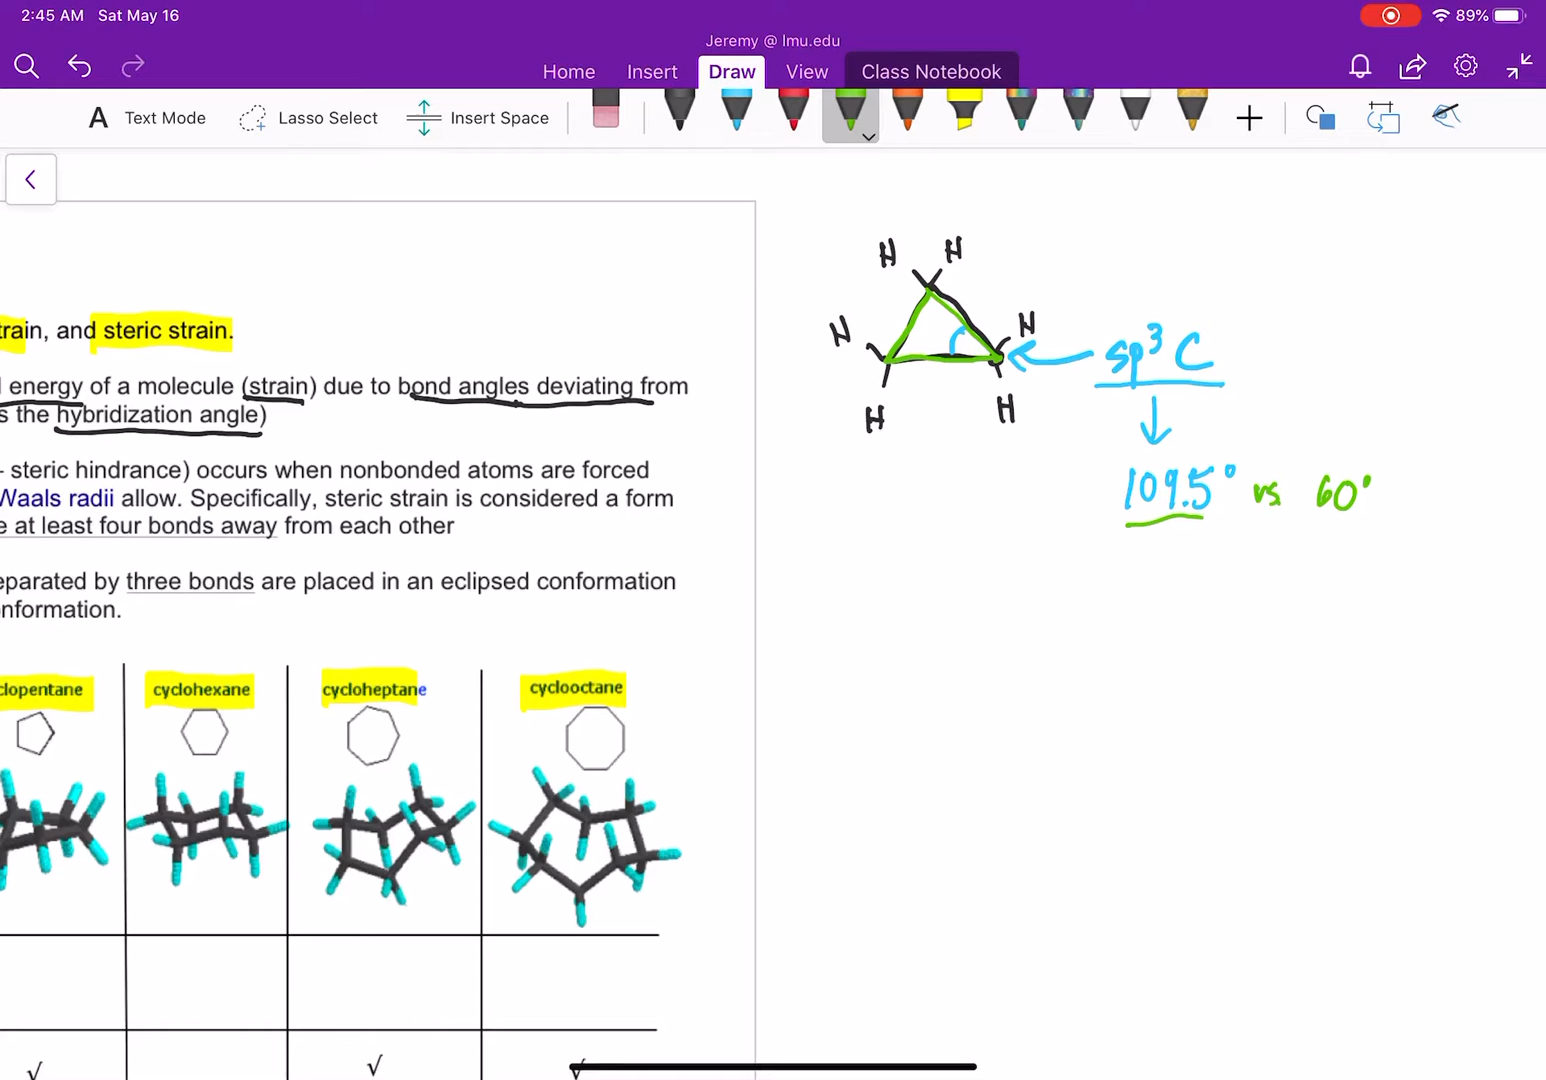 2:45 AM Sat May 16
89%
Jeremy @ lmu.edu
Home Insert Draw View Class Notebook
A Text Mode Lasso Select Insert Space
train, and steric strain.
l energy of a molecule (strain) due to bond angles deviating from
s the hybridization angle)
- steric hindrance) occurs when nonbonded atoms are forced
Waals radii allow. Specifically, steric strain is considered a form
e at least four bonds away from each other
eparated by three bonds are placed in an eclipsed conformation
nformation.
clopentane cyclohexane cycloheptane cyclooctane
√ √ √
H H
H H
H H
sp³ C
109.5° vs 60°